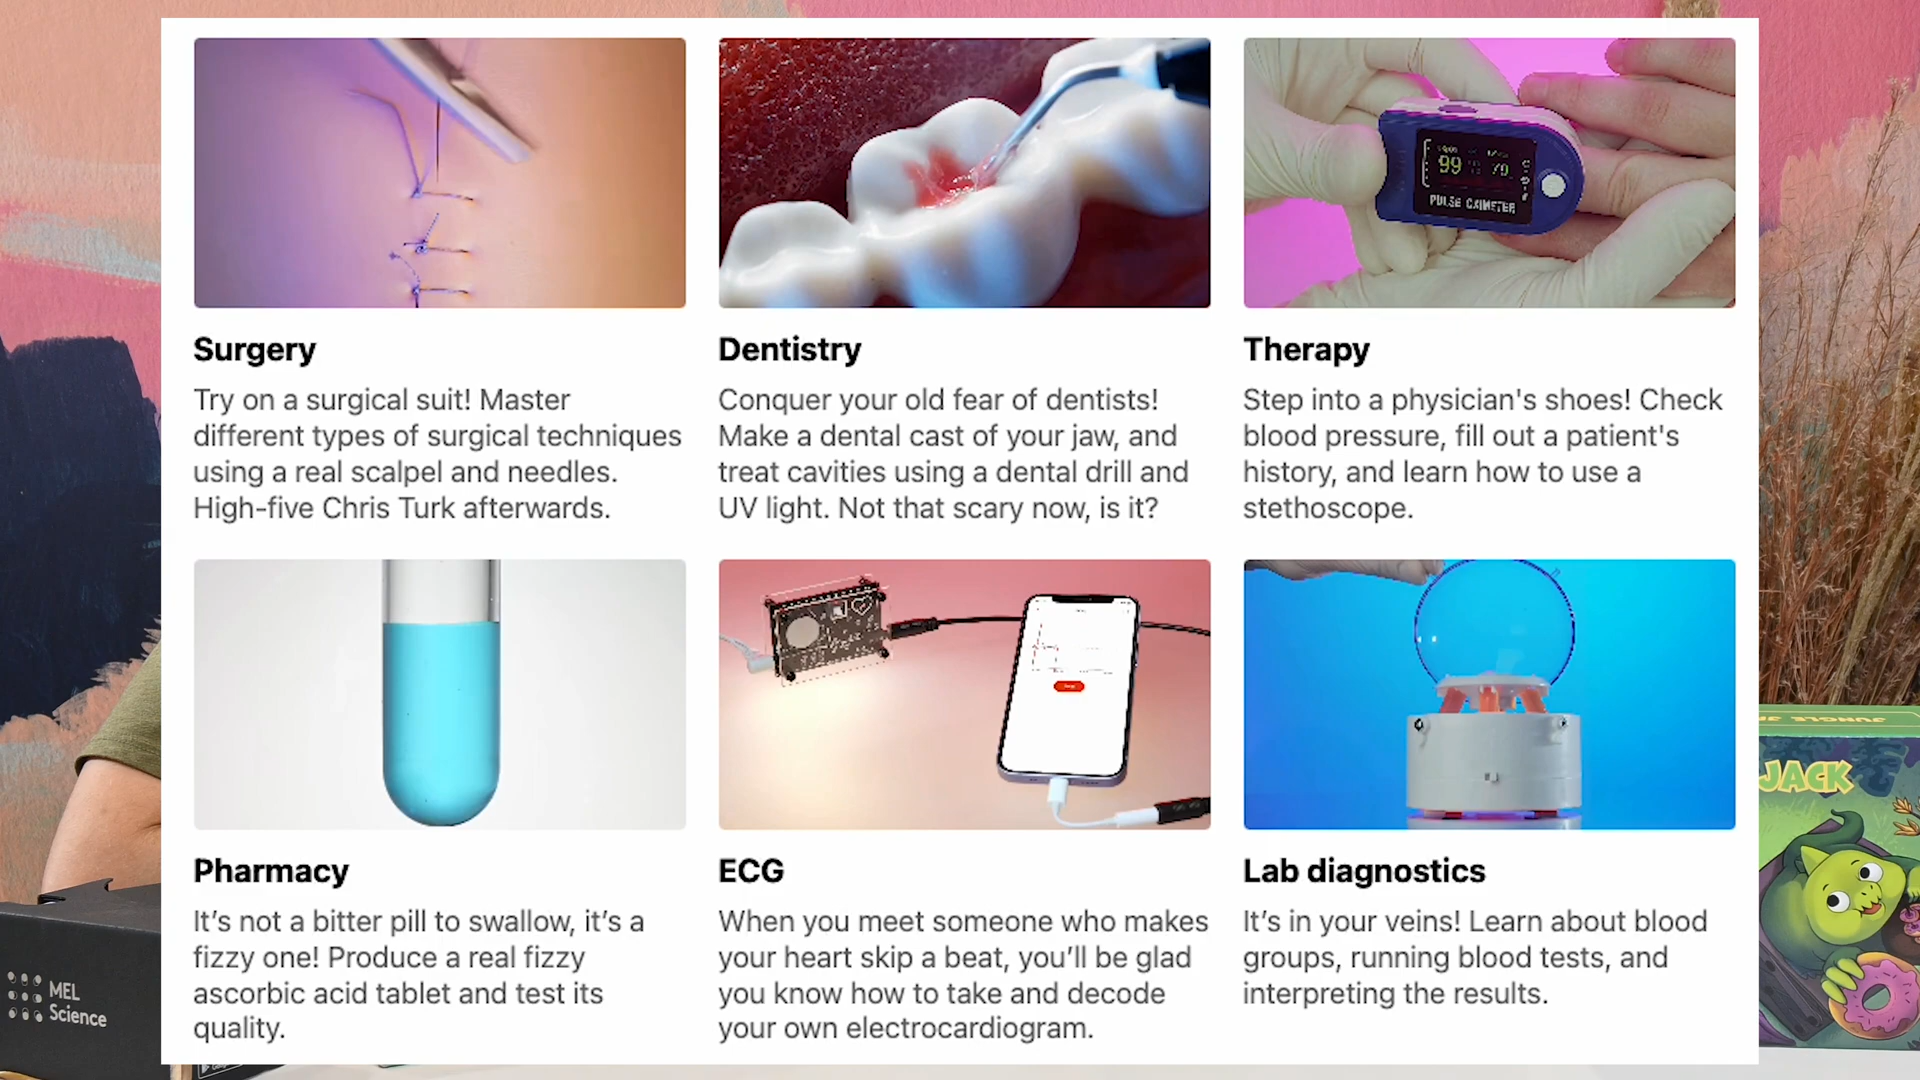 99 79
PULSE OXIMETER
Surgery
Try on a surgical suit! Master
different types of surgical techniques
using a real scalpel and needles.
High-five Chris Turk afterwards.
Dentistry
Conquer your old fear of dentists!
Make a dental cast of your jaw, and
treat cavities using a dental drill and
UV light. Not that scary now, is it?
Therapy
Step into a physician's shoes! Check
blood pressure, fill out a patient's
history, and learn how to use a
stethoscope.
Pharmacy
It’s not a bitter pill to swallow, it’s a
fizzy one! Produce a real fizzy
ascorbic acid tablet and test its
quality.
ECG
When you meet someone who makes
your heart skip a beat, you’ll be glad
you know how to take and decode
your own electrocardiogram.
Lab diagnostics
It’s in your veins! Learn about blood
groups, running blood tests, and
interpreting the results.
MEL
Science
JUNGLE
JACK